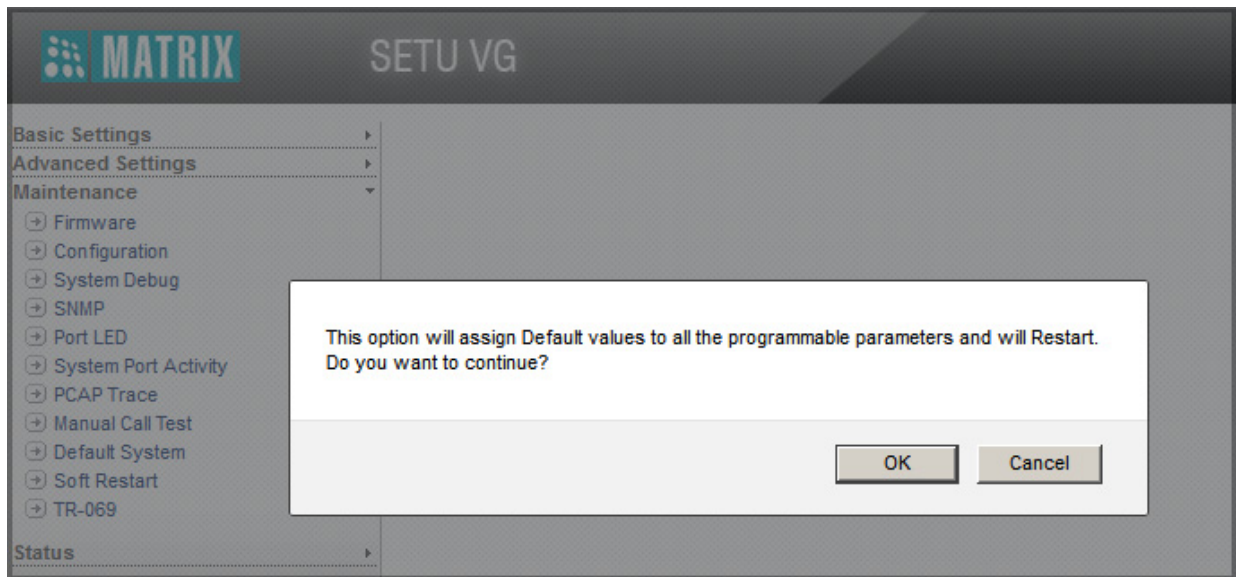 MATRIX SETU VG
Basic Settings
Advanced Settings
Maintenance
Firmware
Configuration
System Debug
SNMP
Port LED
System Port Activity
PCAP Trace
Manual Call Test
Default System
Soft Restart
TR-069
Status
This option will assign Default values to all the programmable parameters and will Restart.
Do you want to continue?
OK Cancel